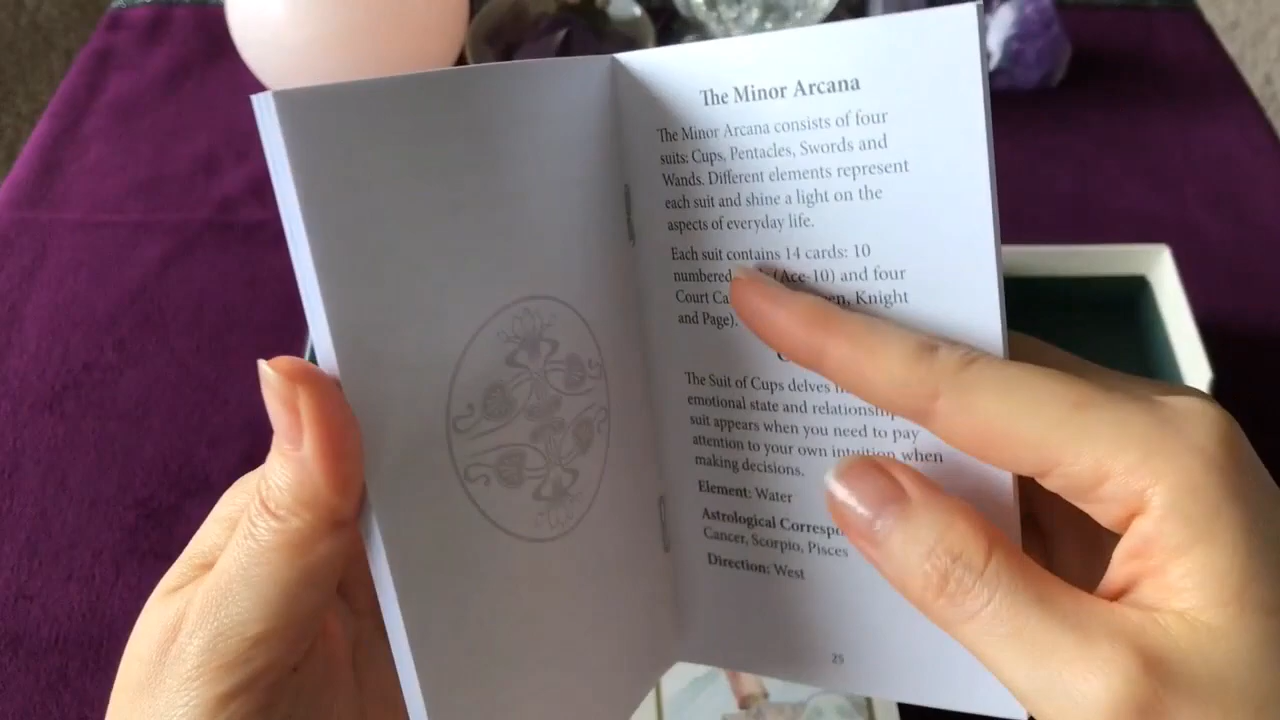 The Minor Arcana
The Minor Arcana consists of four
suits: Cups, Pentacles, Swords and
Wands. Different elements represent
each suit and shine a light on the
aspects of everyday life.
Each suit contains 14 cards: 10
numbered (Ace-10) and four
Court Knight
and Page).
The Suit of Cups delves
emotional state and
suit appears when you need to pay
attention to your own intuition when
making decisions.
Element: Water
Astrological
Cancer, Scorpio, Pisces
Direction: West
25